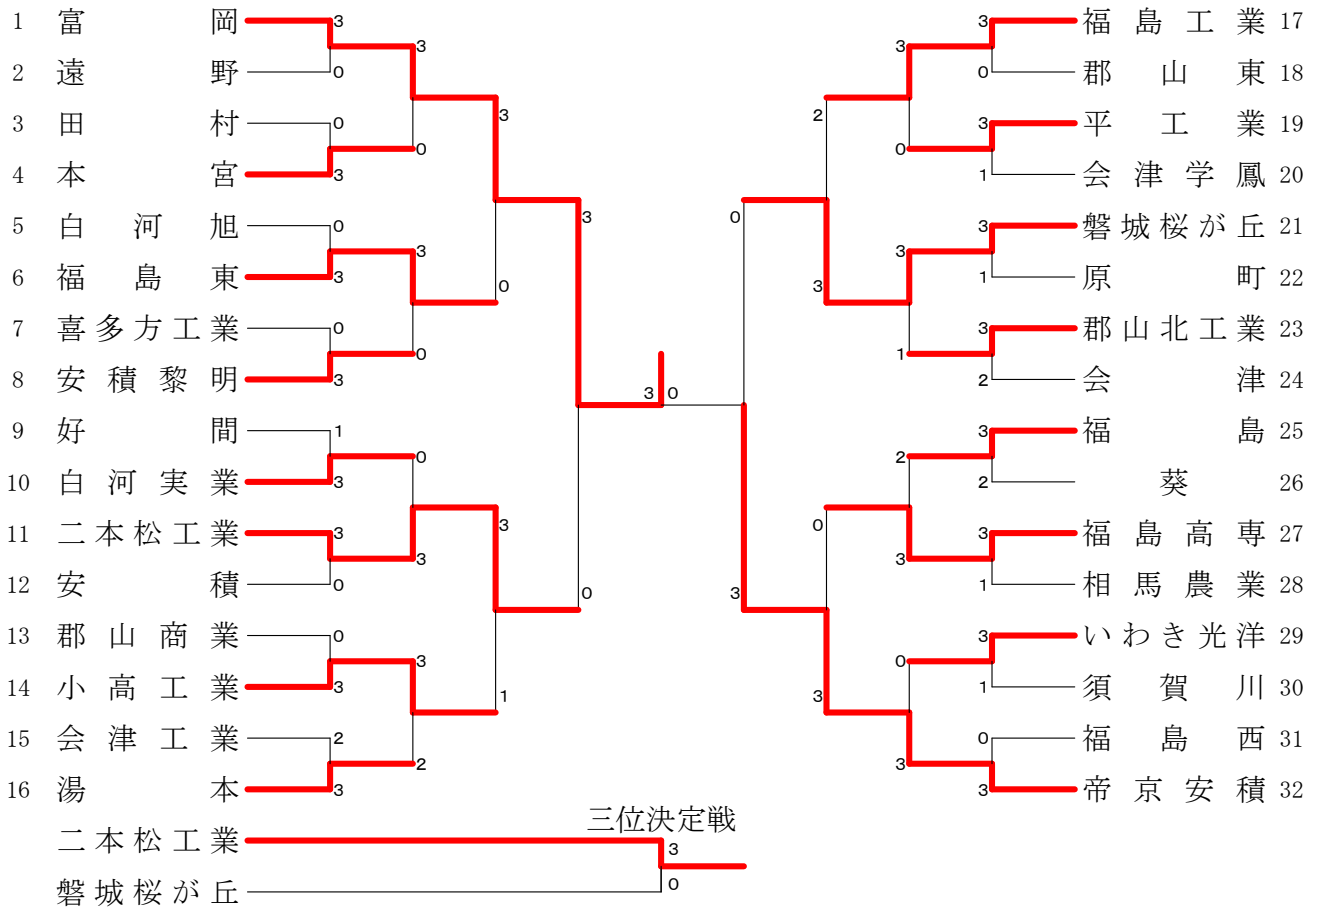 1 富岡 3 3 福島工業 17
3 3
2 遠野 0 0 郡山東 18
3 2
3 田村 0 3 平工業 19
0 0
4 本宮 3 1 会津学鳳 20
3 0
5 白河旭 0 3 磐城桜が丘 21
3 3
6 福島東 3 1 原町 22
0 3
7 喜多方工業 0 3 郡山北工業 23
0 1
8 安積黎明 3 2 会津 24
3 0
9 好間 1 3 福島 25
0 2
10 白河実業 3 2 葵 26
3 0
11 二本松工業 3 3 福島高専 27
3 3
12 安積 0 1 相馬農業 28
0 3
13 郡山商業 0 3 いわき光洋 29
3 0
14 小高工業 3 1 須賀川 30
1 3
15 会津工業 2 0 福島西 31
2 3
16 湯本 3 3 帝京安積 32
三位決定戦
二本松工業 3
磐城桜が丘 0